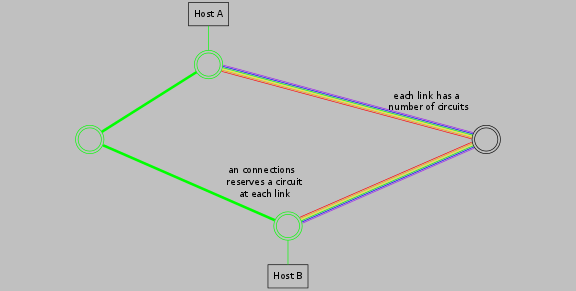 Host A
each link has a
number of circuits
an connections
reserves a circuit
at each link
Host B